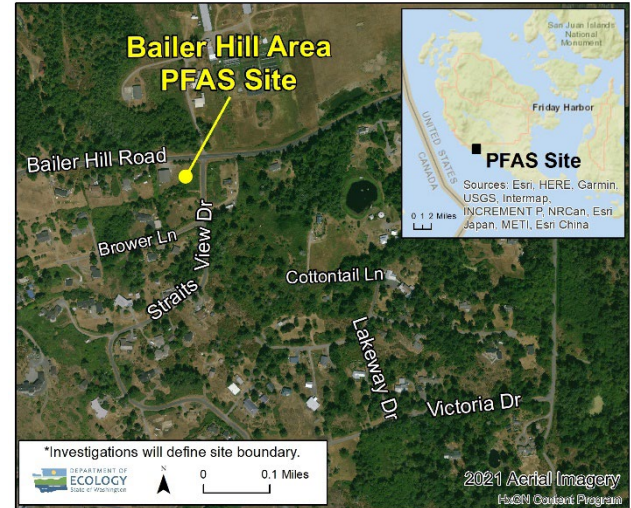 Bailer Hill Area
PFAS Site
Bailer Hill Road
Brower Ln
Straits View Dr
Cottontail Ln
Lakeway Dr
Victoria Dr
San Juan Islands
National
Monument
Friday Harbor
UNITED STATES
CANADA
PFAS Site
Sources: Esri, HERE, Garmin,
USGS, Intermap,
INCREMENT P, NRCan, Esri
Japan, METI, Esri China
0 1 2 Miles
*Investigations will define site boundary.
DEPARTMENT OF
ECOLOGY
State of Washington
N
0 0.1 Miles
2021 Aerial Imagery
HxGN Content Program